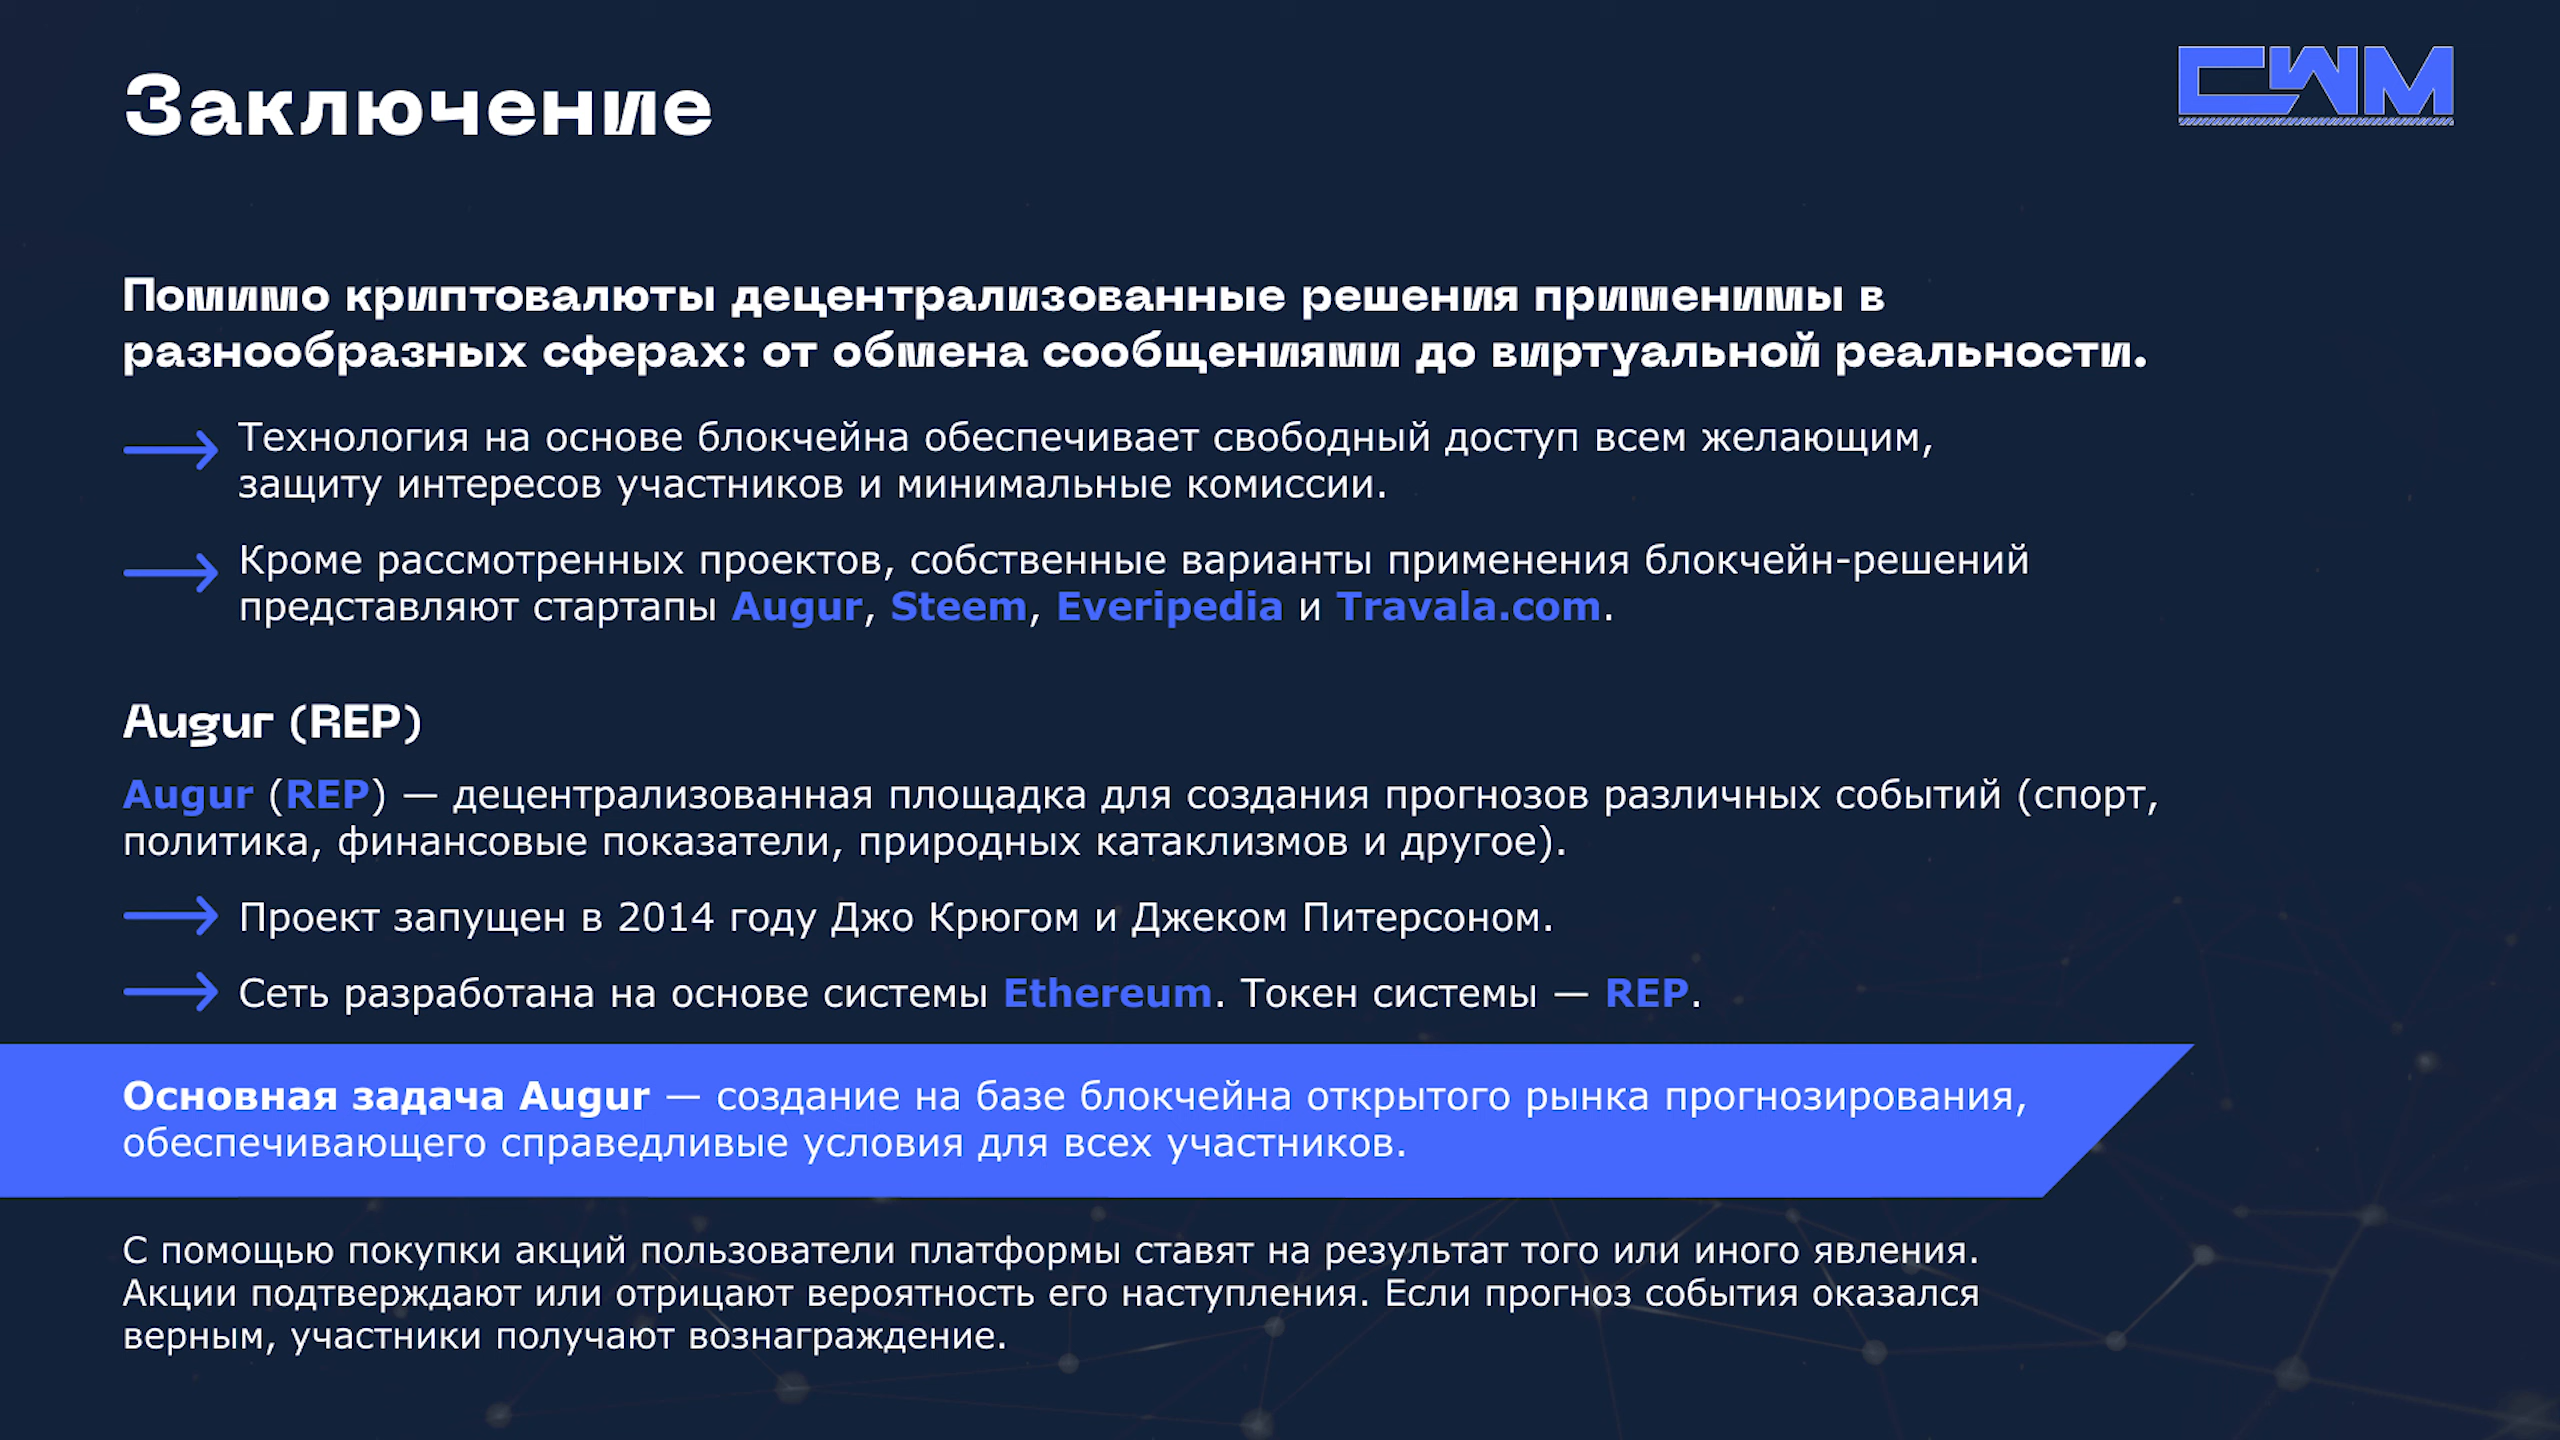 Заключение
CWM
Помимо криптовалюты децентрализованные решения применимы в
разнообразных сферах: от обмена сообщениями до виртуальной реальности.
Технология на основе блокчейна обеспечивает свободный доступ всем желающим,
защиту интересов участников и минимальные комиссии.
Кроме рассмотренных проектов, собственные варианты применения блокчейн-решений
представляют стартапы Augur, Steem, Everipedia и Travala.com.
Augur (REP)
Augur (REP) — децентрализованная площадка для создания прогнозов различных событий (спорт,
политика, финансовые показатели, природных катаклизмов и другое).
Проект запущен в 2014 году Джо Крюгом и Джеком Питерсоном.
Сеть разработана на основе системы Ethereum. Токен системы — REP.
Основная задача Augur — создание на базе блокчейна открытого рынка прогнозирования,
обеспечивающего справедливые условия для всех участников.
С помощью покупки акций пользователи платформы ставят на результат того или иного явления.
Акции подтверждают или отрицают вероятность его наступления. Если прогноз события оказался
верным, участники получают вознаграждение.